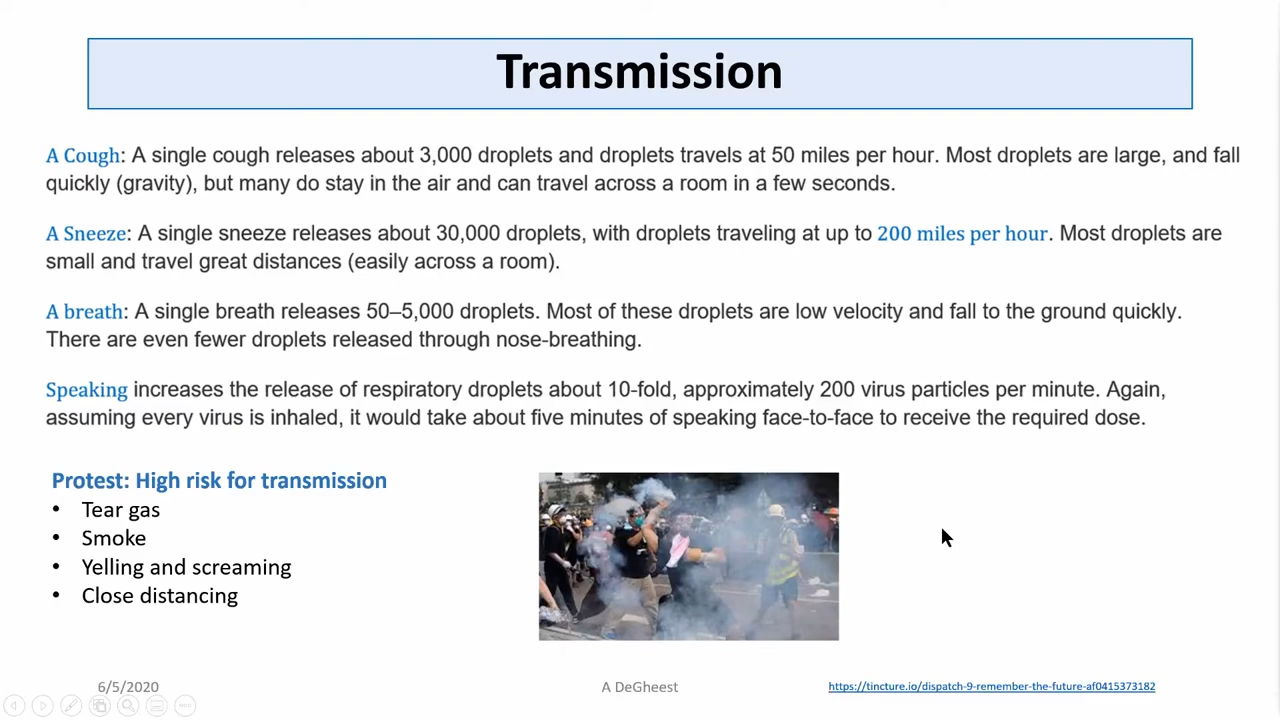 Transmission
A Cough: A single cough releases about 3,000 droplets and droplets travels at 50 miles per hour. Most droplets are large, and fall
quickly (gravity), but many do stay in the air and can travel across a room in a few seconds.
A Sneeze: A single sneeze releases about 30,000 droplets, with droplets traveling at up to 200 miles per hour. Most droplets are
small and travel great distances (easily across a room).
A breath: A single breath releases 50–5,000 droplets. Most of these droplets are low velocity and fall to the ground quickly.
There are even fewer droplets released through nose-breathing.
Speaking increases the release of respiratory droplets about 10-fold, approximately 200 virus particles per minute. Again,
assuming every virus is inhaled, it would take about five minutes of speaking face-to-face to receive the required dose.
Protest: High risk for transmission
• Tear gas
• Smoke
• Yelling and screaming
• Close distancing
6/5/2020
A DeGheest
https://tincture.io/dispatch-9-remember-the-future-af0415373182